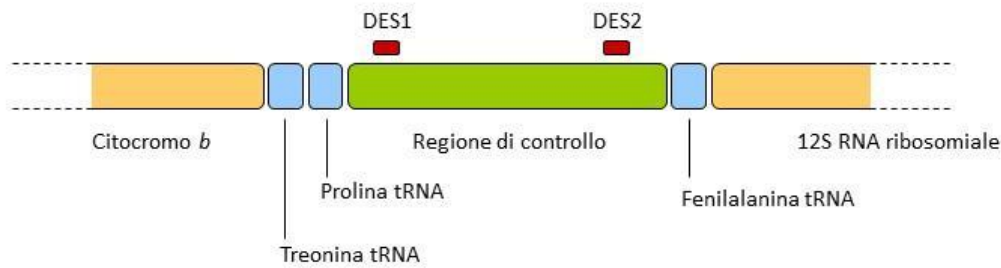 DES1
DES2
Citocromo b
Regione di controllo
12S RNA ribosomiale
Prolina tRNA
Fenilalanina tRNA
Treonina tRNA